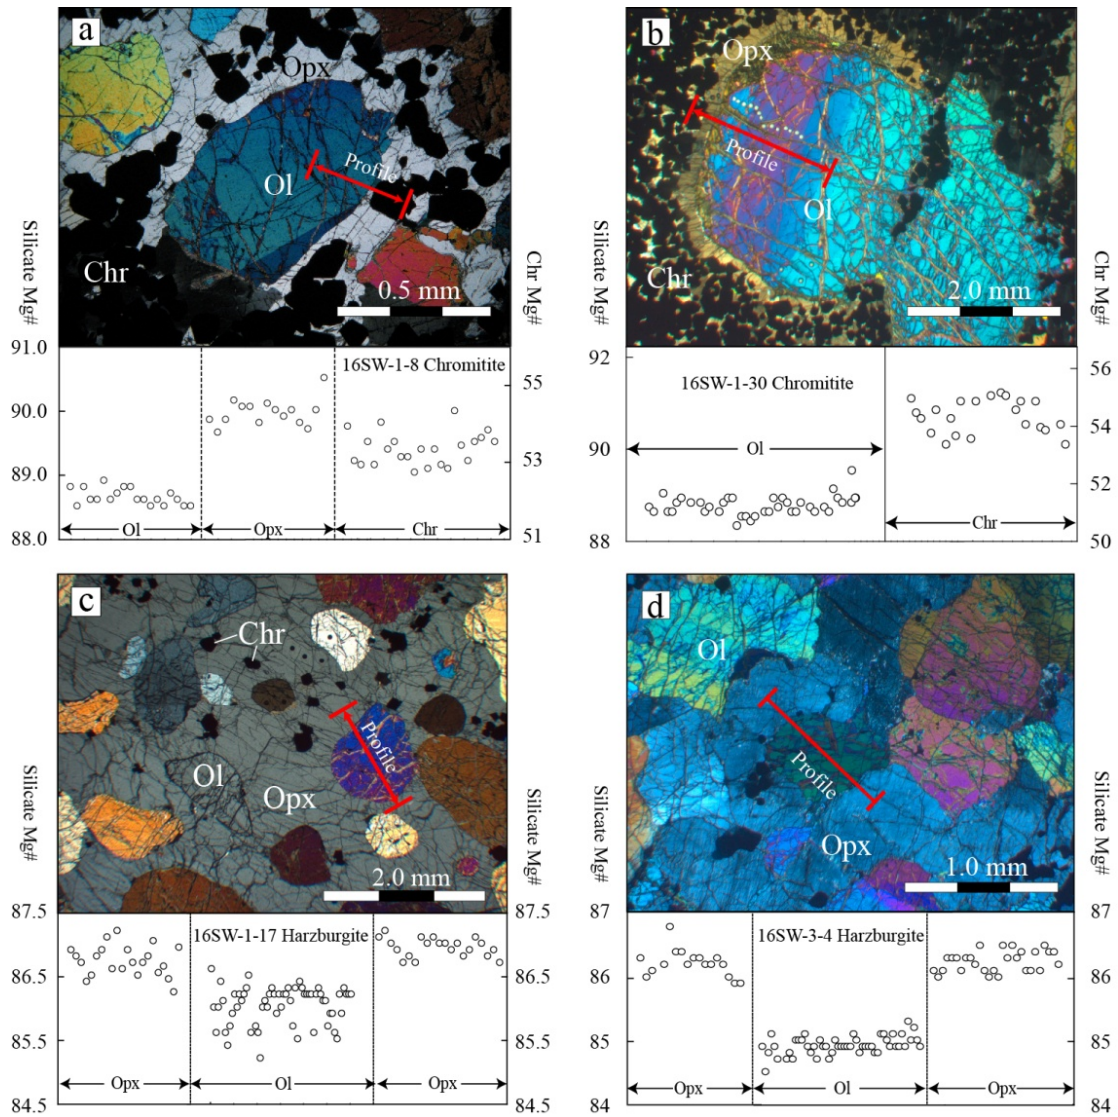 a
Opx
Profile
Ol
Chr
0.5 mm
Silicate Mg#
Chr Mg#
91.0
90.0
89.0
88.0
16SW-1-8 Chromitite
55
53
51
Ol
Opx
Chr
b
Opx
Profile
Ol
Chr
2.0 mm
Silicate Mg#
Chr Mg#
92
90
88
16SW-1-30 Chromitite
Ol
Chr
56
54
52
50
c
Chr
Profile
Ol
Opx
2.0 mm
Silicate Mg#
Silicate Mg#
87.5
86.5
85.5
84.5
16SW-1-17 Harzburgite
87.5
86.5
85.5
84.5
Opx
Ol
Opx
d
Ol
Profile
Opx
1.0 mm
Silicate Mg#
Silicate Mg#
87
86
85
84
16SW-3-4 Harzburgite
87
86
85
84
Opx
Ol
Opx